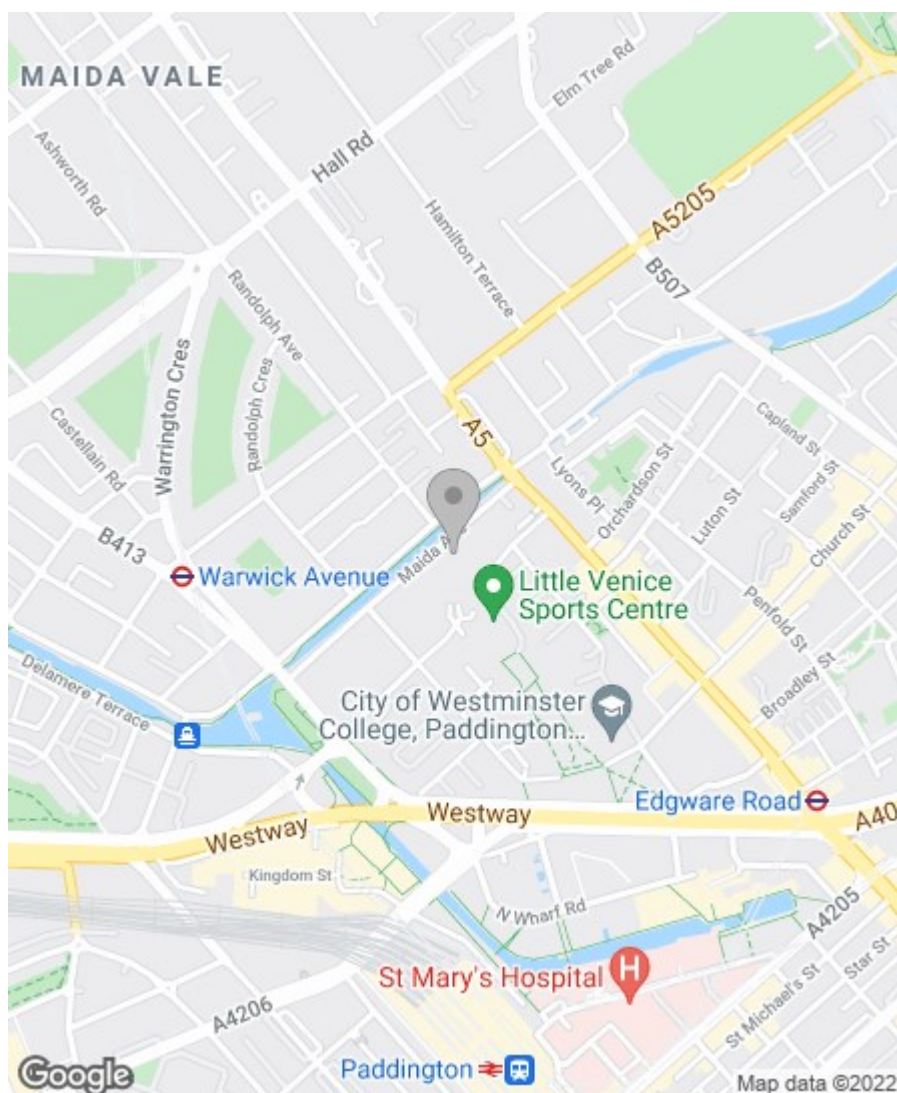 MAIDA VALE
Elm Tree Rd
Ashworth Rd
Hall Rd
A5205
Hamilton Terrace
B507
Randolph Ave
Warrington Cres
Randolph Cres
Castellain Rd
A5
Capland St
Lyons Pl
Orchardson St
Samford St
Luton St
Church St
B413
Maida Ave
Warwick Avenue
Little Venice
Sports Centre
Penfold St
Delamere Terrace
City of Westminster
College, Paddington...
Broadley St
Edgware Road
Westway
Westway
A40
Kingdom St
N Wharf Rd
A4205
Star St
St Mary's Hospital
H
St Michael's St
A4206
Paddington
Google
Map data ©2022